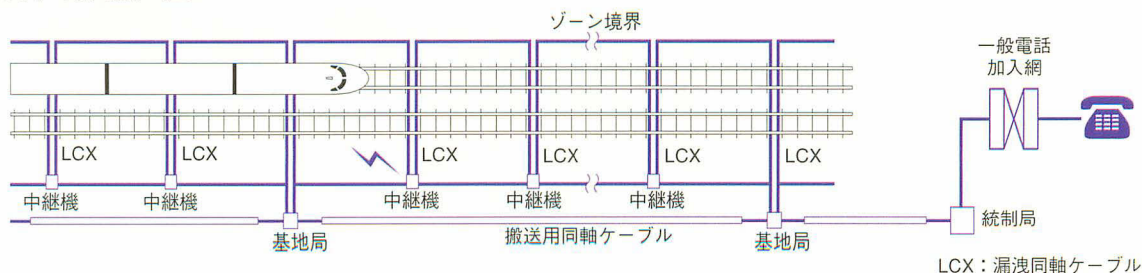 ゾーン境界
一般電話
加入網
LCX
LCX
LCX
LCX
LCX
LCX
中継機
中継機
中継機
中継機
中継機
基地局
搬送用同軸ケーブル
基地局
統制局
LCX：漏洩同軸ケーブル